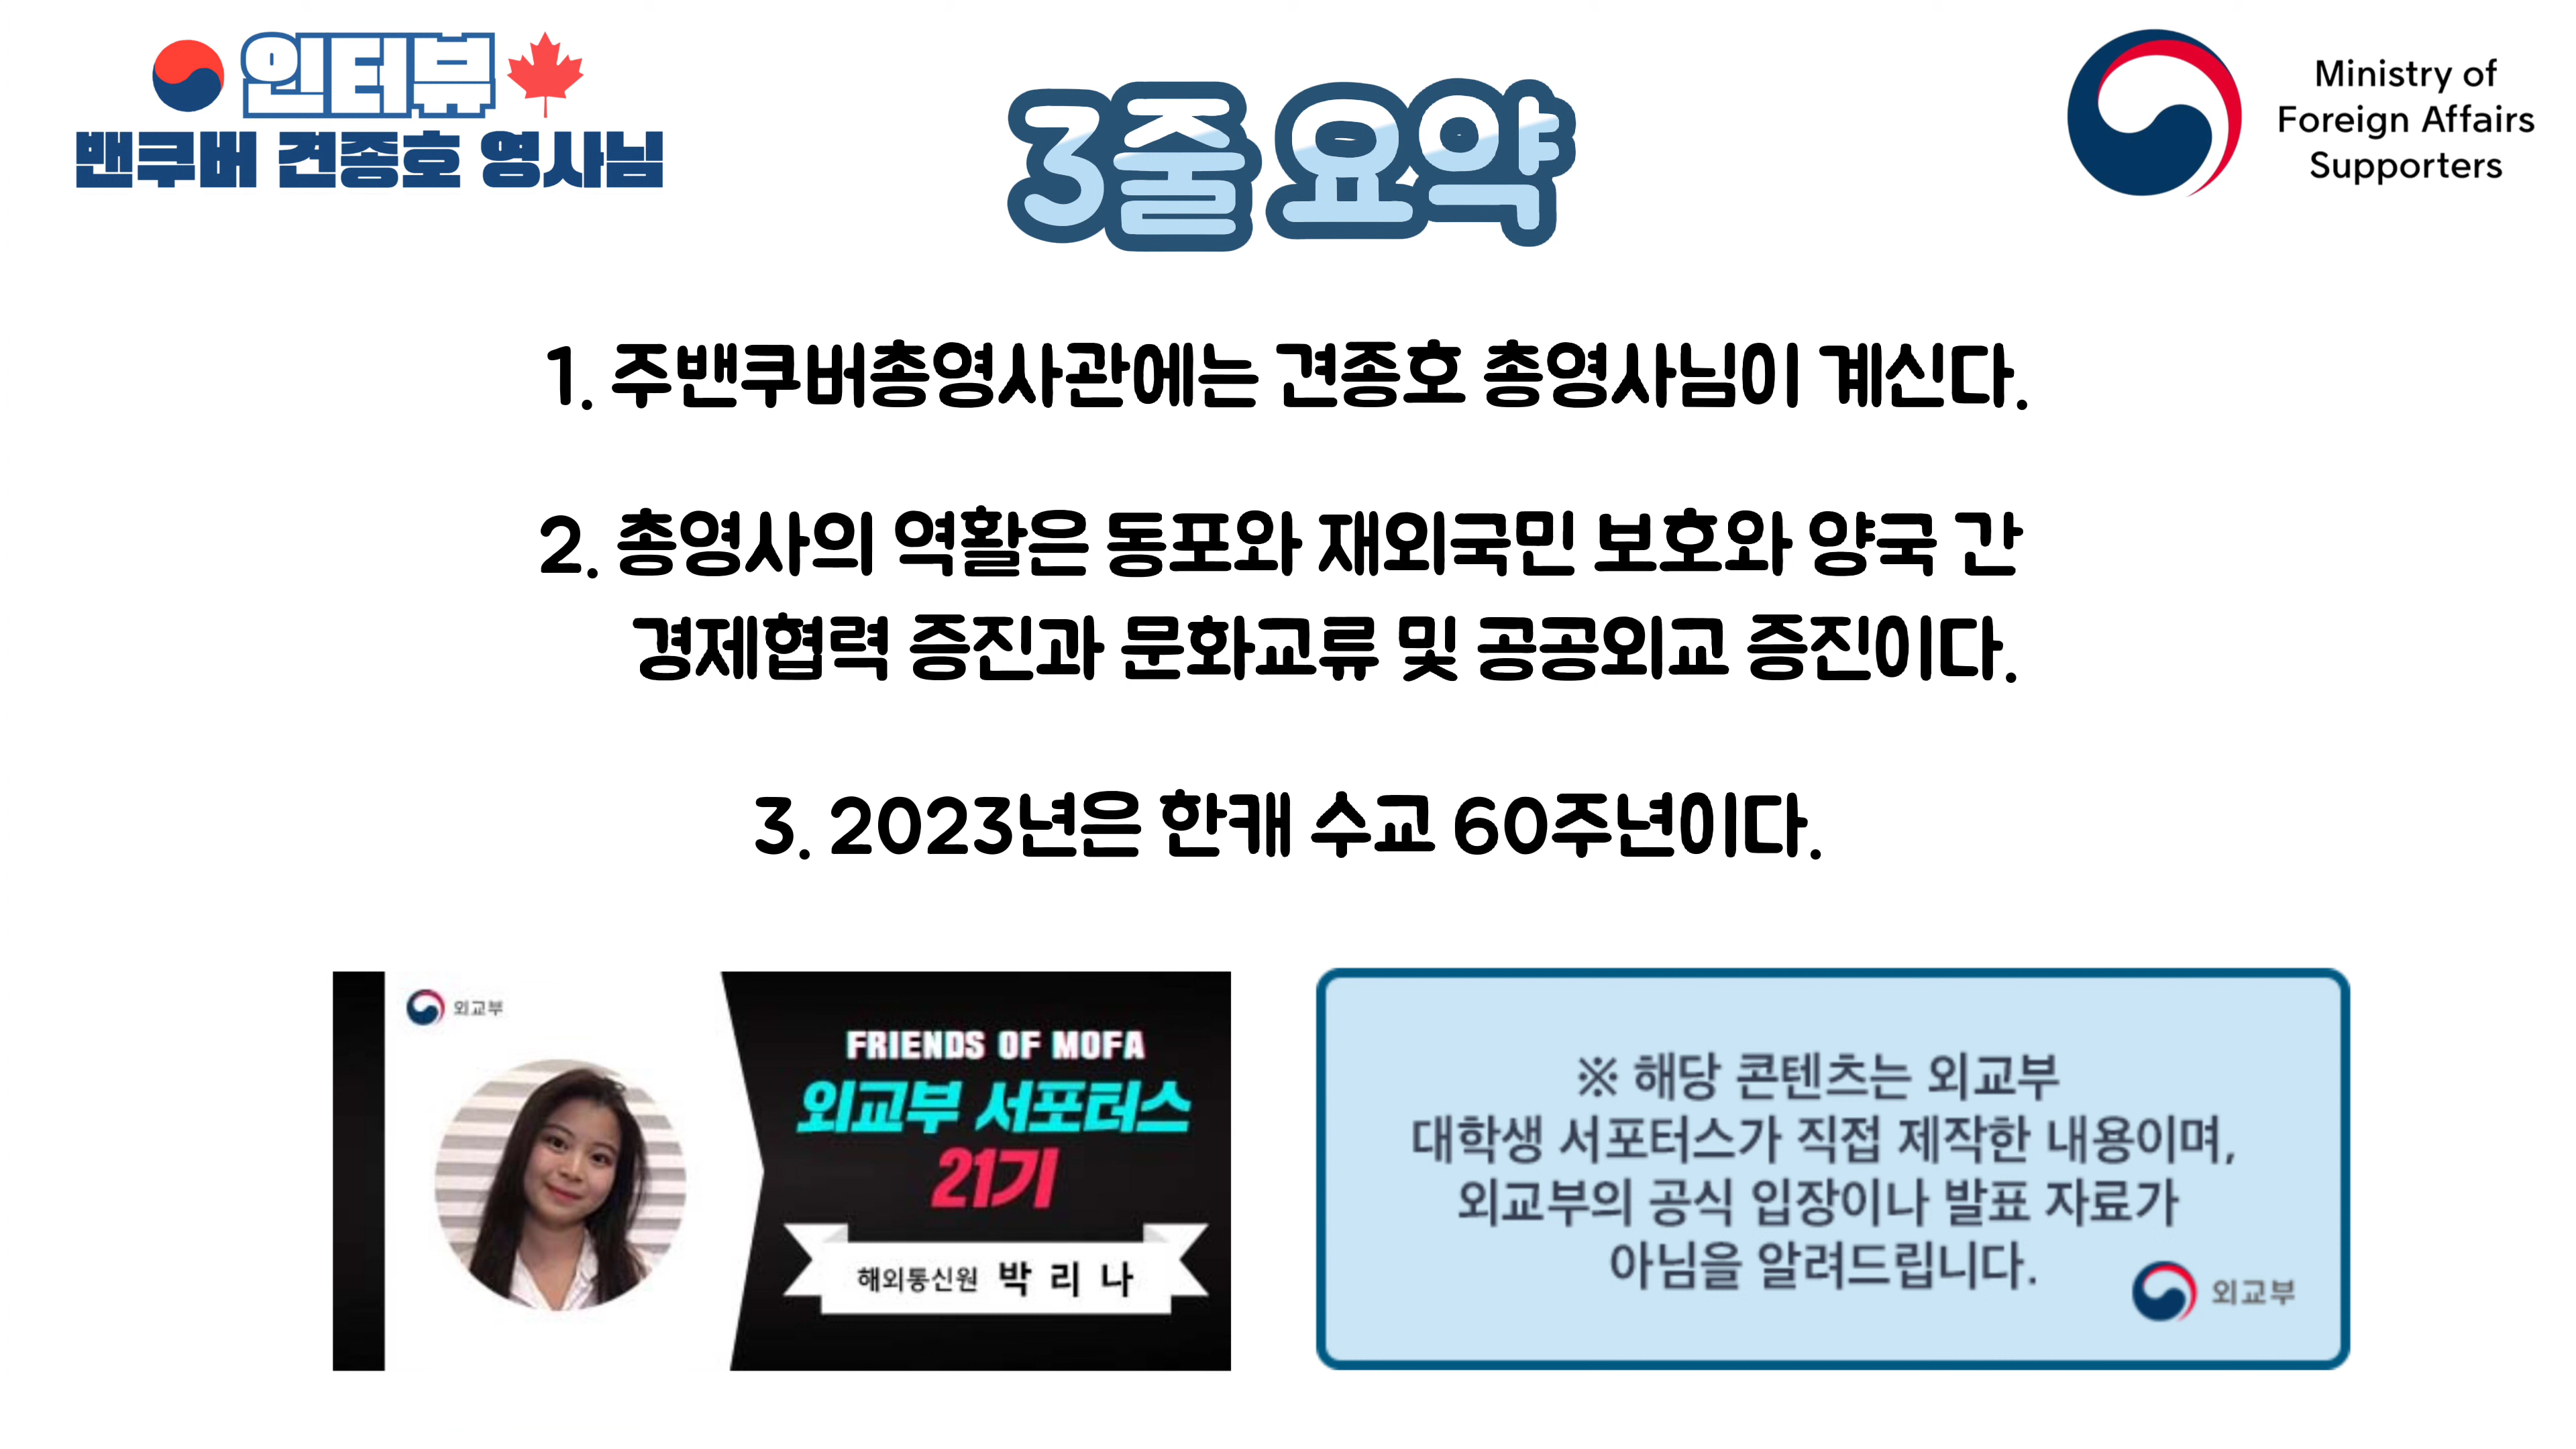 인터뷰
밴쿠버 견종호 영사님
3줄 요약
Ministry of
Foreign Affairs
Supporters
1. 주밴쿠버총영사관에는 견종호 총영사님이 계신다.
2. 총영사의 역활은 동포와 재외국민 보호와 양국 간
경제협력 증진과 문화교류 및 공공외교 증진이다.
3. 2023년은 한캐 수교 60주년이다.
외교부
FRIENDS OF MOFA
외교부 서포터스
21기
해외통신원 박 리 나
※ 해당 콘텐츠는 외교부
대학생 서포터스가 직접 제작한 내용이며,
외교부의 공식 입장이나 발표 자료가
아님을 알려드립니다.
외교부